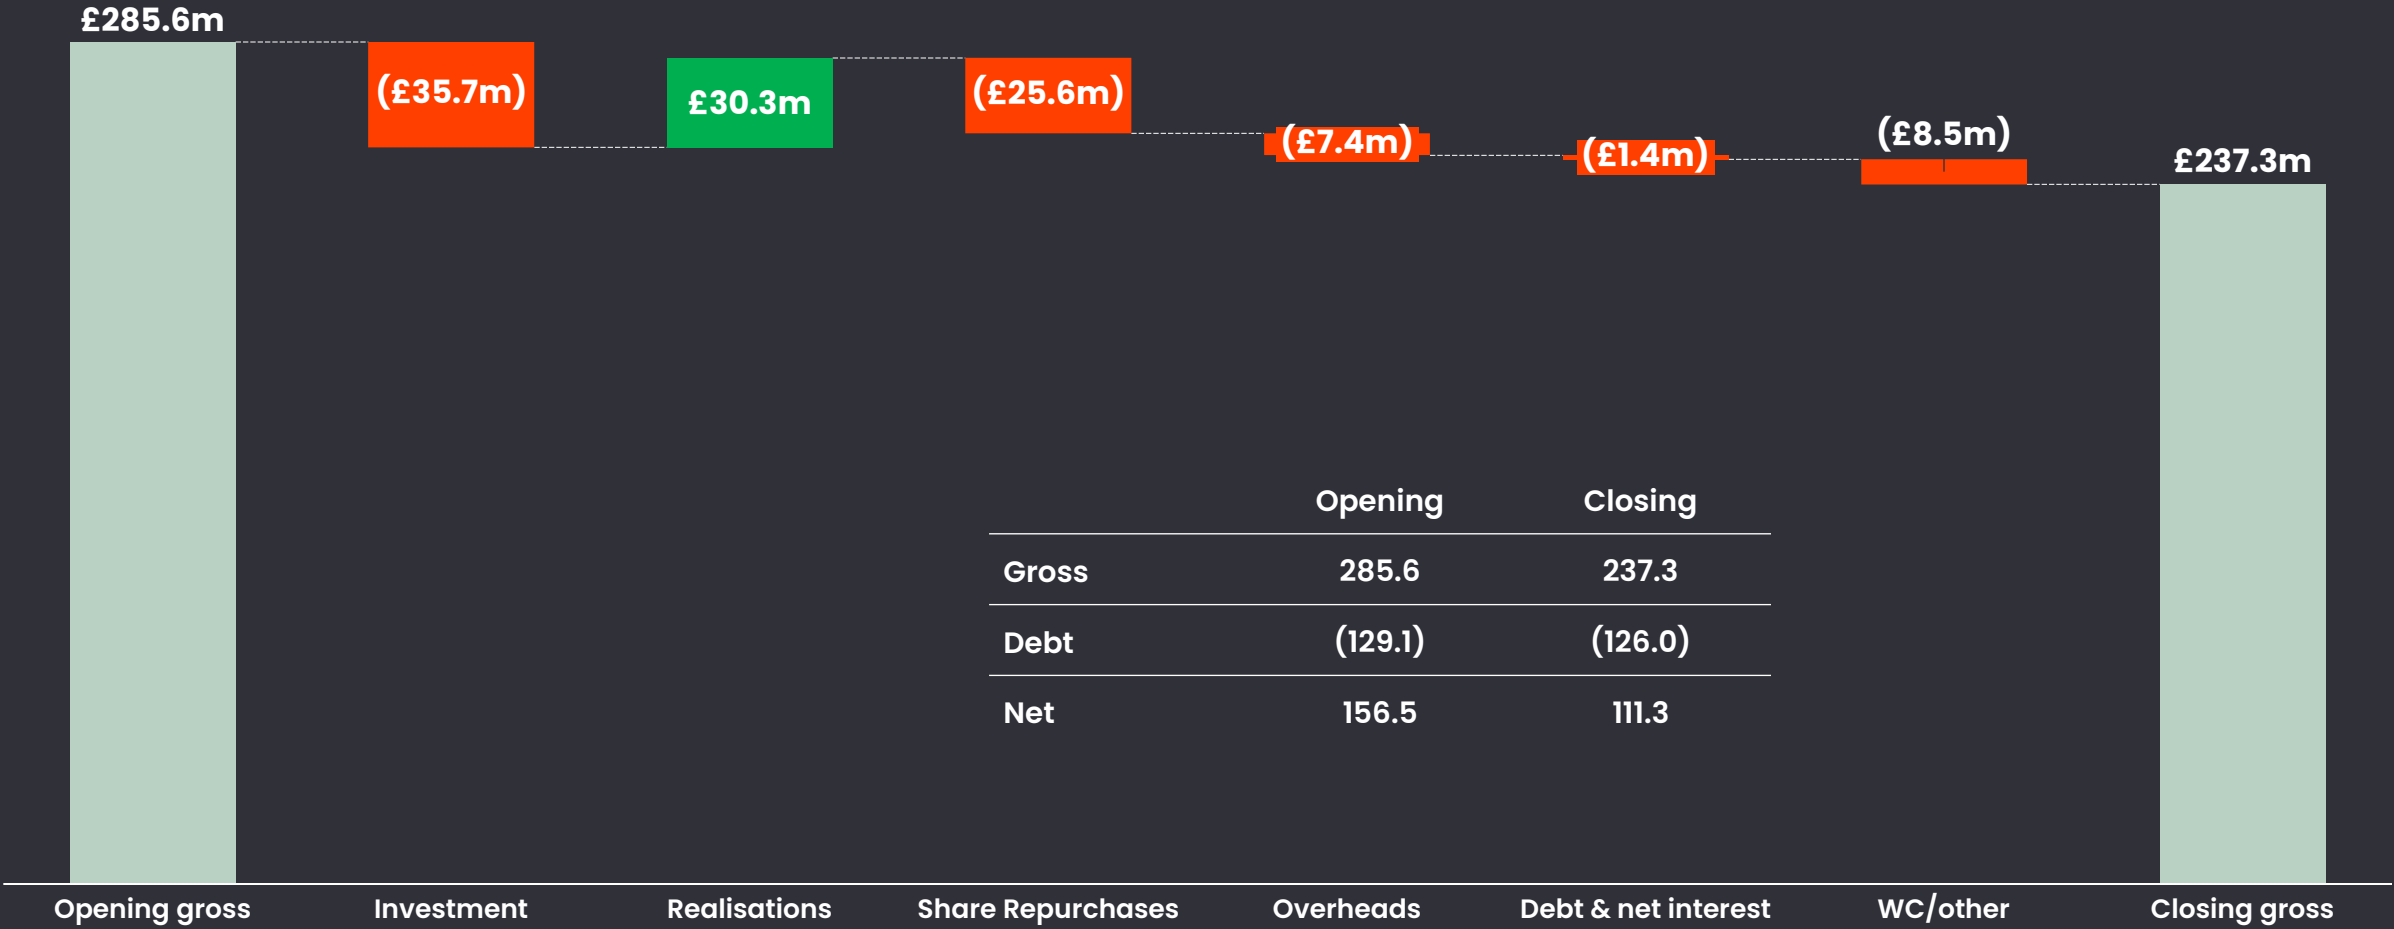 £285.6m
(£35.7m)
£30.3m
(£25.6m)
(£7.4m)
(£1.4m)
(£8.5m)
£237.3m
Opening Closing
Gross 285.6 237.3
Debt (129.1) (126.0)
Net 156.5 111.3
Opening gross Investment Realisations Share Repurchases Overheads Debt & net interest WC/other Closing gross